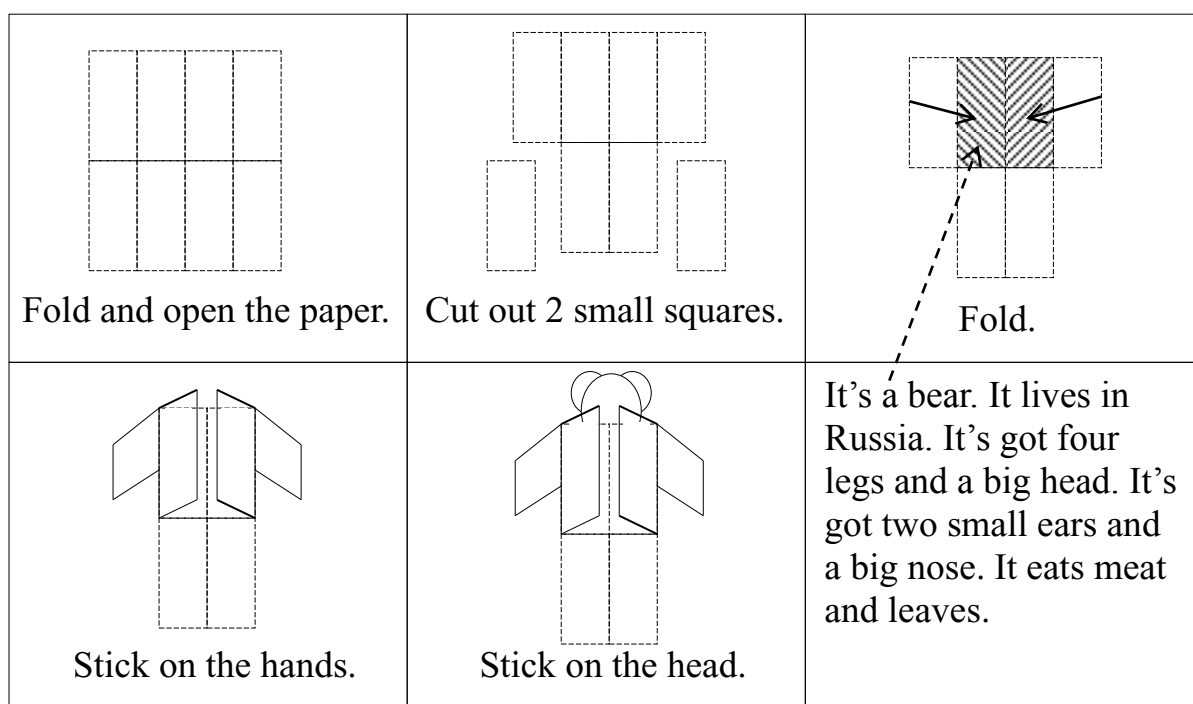 Fold and open the paper.
Cut out 2 small squares.
Fold.
Stick on the hands.
Stick on the head.
It’s a bear. It lives in
Russia. It’s got four
legs and a big head. It’s
got two small ears and
a big nose. It eats meat
and leaves.